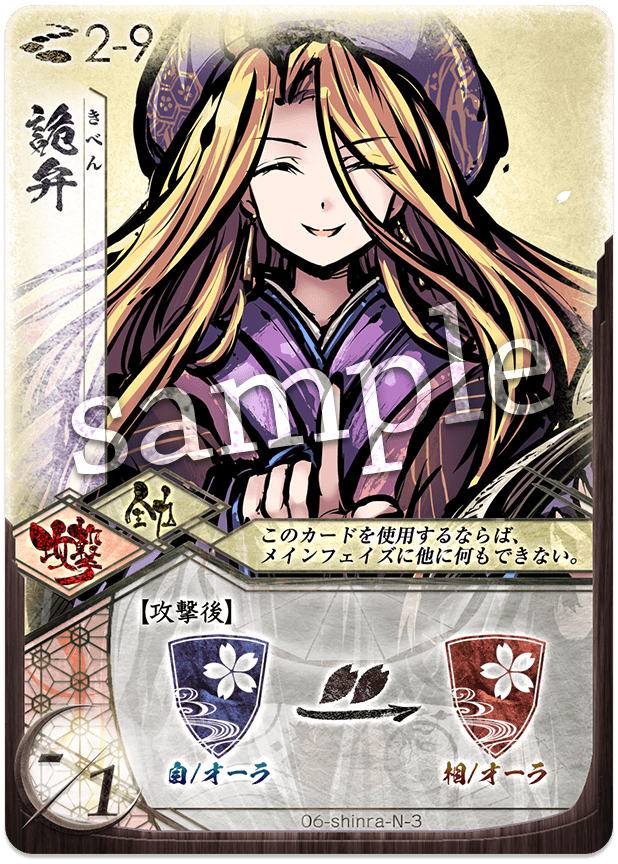 2-9
詭弁
きべん
sample
攻撃
全力
このカードを使用するならば、
メインフェイズに他に何もできない。
【攻撃後】
自/オーラ
相/オーラ
-/1
06-shinra-N-3